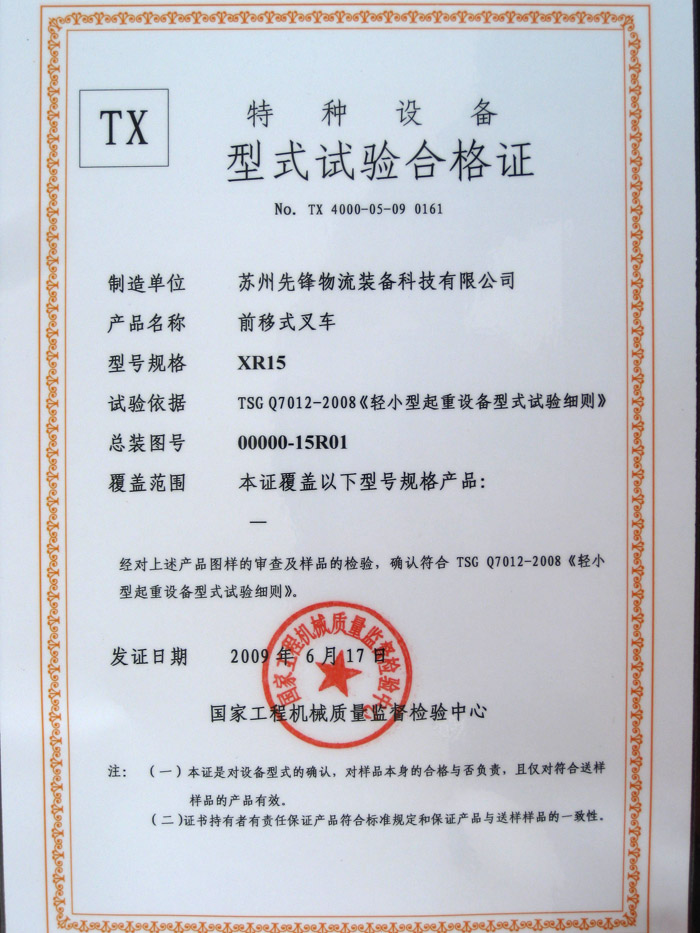 TX
特种设备
型式试验合格证
No. TX 4000-05-09 0161
制造单位 苏州先锋物流装备科技有限公司
产品名称 前移式叉车
型号规格 XR15
试验依据 TSG Q7012-2008《轻小型起重设备型式试验细则》
总装图号 00000-15R01
覆盖范围 本证覆盖以下型号规格产品：
—
经对上述产品图样的审查及样品的检验，确认符合 TSG Q7012-2008《轻小
型起重设备型式试验细则》。
国家工程机械质量监督检验中心
发证日期 2009 年 6 月 17 日
国家工程机械质量监督检验中心
注：（一）本证是对设备型式的确认，对样品本身的合格与否负责，且仅对符合送样
样品的产品有效。
（二）证书持有者有责任保证产品符合标准规定和保证产品与送样样品的一致性。